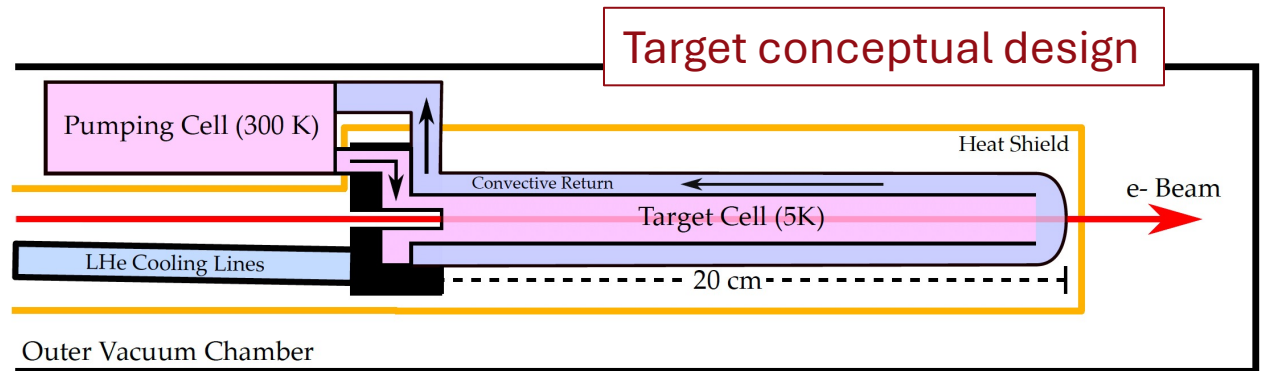 Target conceptual design
Pumping Cell (300 K)
Heat Shield
Convective Return
e- Beam
Target Cell (5K)
LHe Cooling Lines
20 cm
Outer Vacuum Chamber